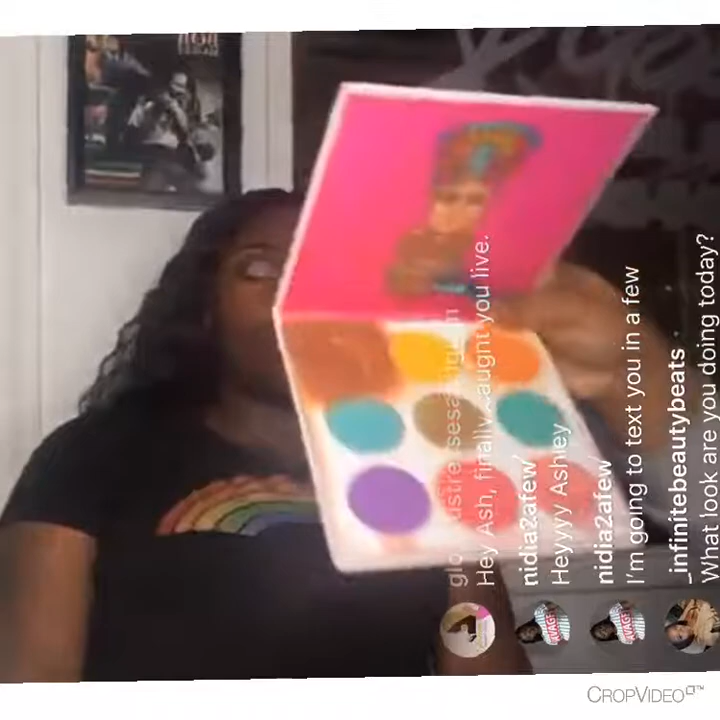 Hey Ash, finally caught you live.
nidia2afew
Heyyyy Ashley
nidia2afew
I'm going to text you in a few
_infinitebeautybeats
What look are you doing today?
CROPVIDEO